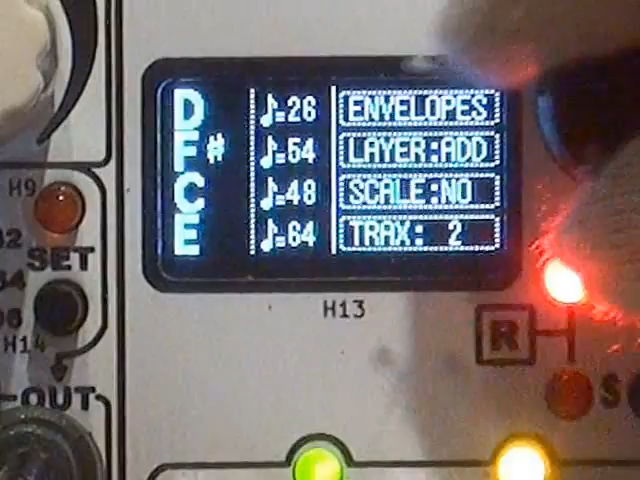 D ♪=26 ENVELOPES
F# ♪=54 LAYER:ADD
C ♪=48 SCALE:NO
E ♪=64 TRAX: 2
H9
SET
H14
OUT
H13
R